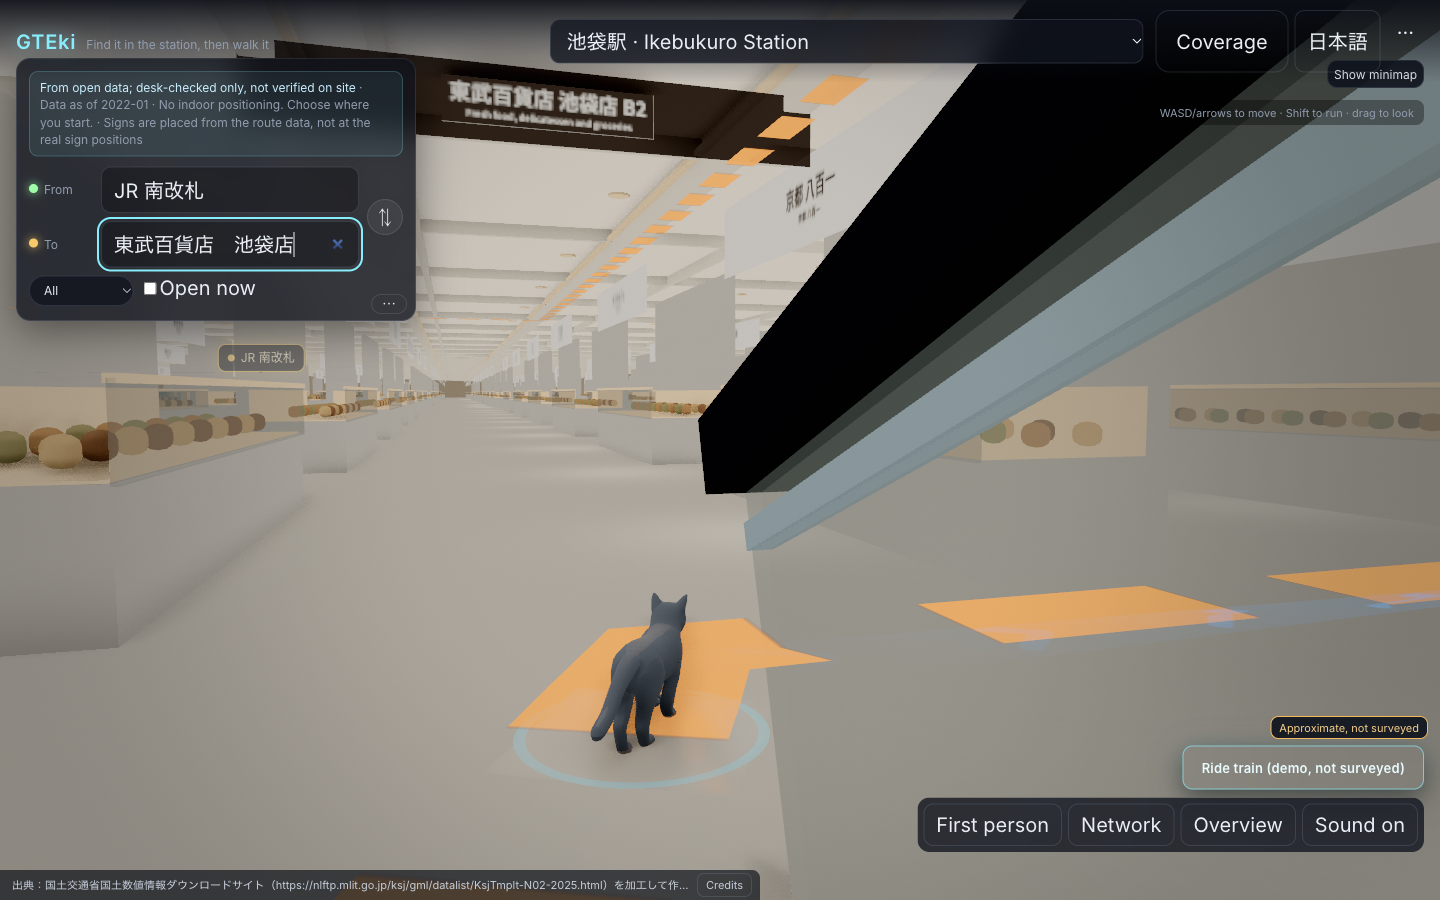 GTEki Find it in the station, then walk it
池袋駅 · Ikebukuro Station
Coverage
日本語
...
Show minimap
WASD/arrows to move · Shift to run · drag to look
From open data; desk-checked only, not verified on site ·
Data as of 2022-01 · No indoor positioning. Choose where
you start. · Signs are placed from the route data, not at the
real sign positions
From JR 南改札
To 東武百貨店　池袋店
All Open now
...
東武百貨店 池袋店 B2
Fresh food, delicatessen and groceries
京都 八百一
JR 南改札
Approximate, not surveyed
Ride train (demo, not surveyed)
First person Network Overview Sound on
出典：国土交通省国土数値情報ダウンロードサイト（https://nlftp.mlit.go.jp/ksj/gml/datalist/KsjTmplt-N02-2025.html）を加工して作... Credits